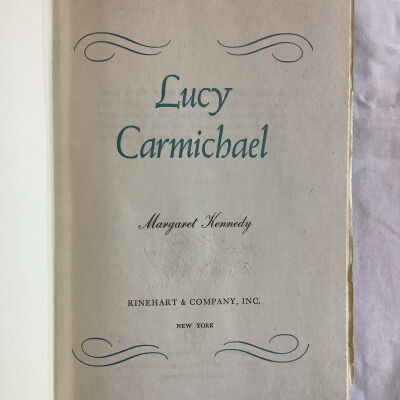 Lucy
Carmichael
Margaret Kennedy
RINEHART & COMPANY, INC.
NEW YORK